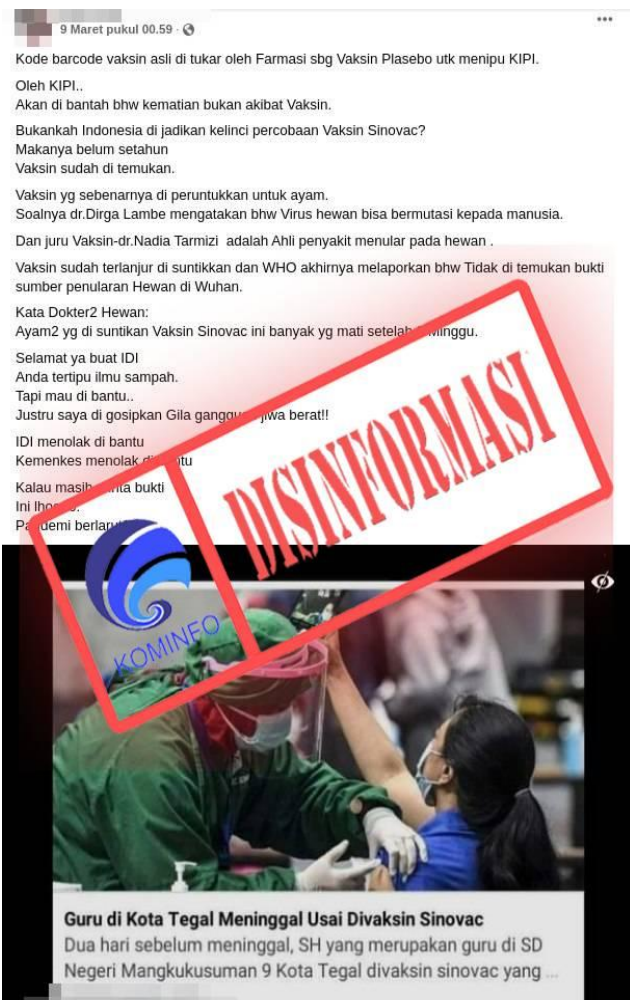 9 Maret pukul 00.59 ·
Kode barcode vaksin asli di tukar oleh Farmasi sbg Vaksin Plasebo utk menipu KIPI.
Oleh KIPI..
Akan di bantah bhw kematian bukan akibat Vaksin.
Bukankah Indonesia di jadikan kelinci percobaan Vaksin Sinovac?
Makanya belum setahun
Vaksin sudah di temukan.
Vaksin yg sebenarnya di peruntukkan untuk ayam.
Soalnya dr.Dirga Lambe mengatakan bhw Virus hewan bisa bermutasi kepada manusia.
Dan juru Vaksin-dr.Nadia Tarmizi adalah Ahli penyakit menular pada hewan .
Vaksin sudah terlanjur di suntikkan dan WHO akhirnya melaporkan bhw Tidak di temukan bukti
sumber penularan Hewan di Wuhan.
Kata Dokter2 Hewan:
Ayam2 yg di suntikan Vaksin Sinovac ini banyak yg mati setelah Minggu.
Selamat ya buat IDI
Anda tertipu ilmu sampah.
Tapi mau di bantu..
Justru saya di gosipkan Gila jiwa berat!!
IDI menolak di bantu
Kemenkes menolak
Kalau masih bukti
Ini
DISINFORMASI
KOMINFO
Guru di Kota Tegal Meninggal Usai Divaksin Sinovac
Dua hari sebelum meninggal, SH yang merupakan guru di SD
Negeri Mangkukusuman 9 Kota Tegal divaksin sinovac yang ...